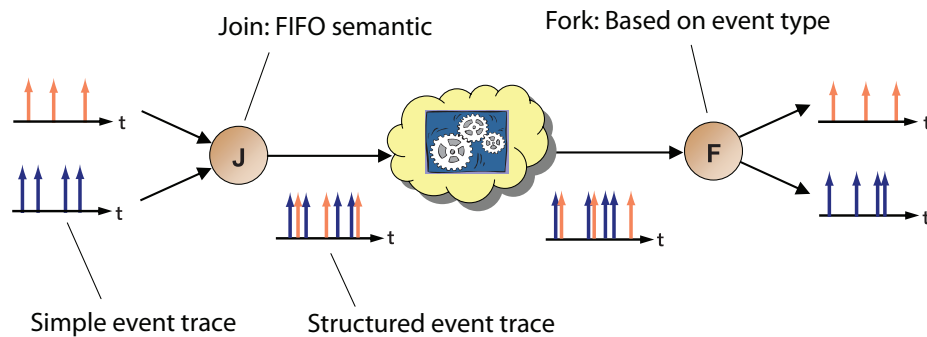 Join: FIFO semantic
Fork: Based on event type
t
t
J
F
t
t
t
t
Simple event trace
Structured event trace